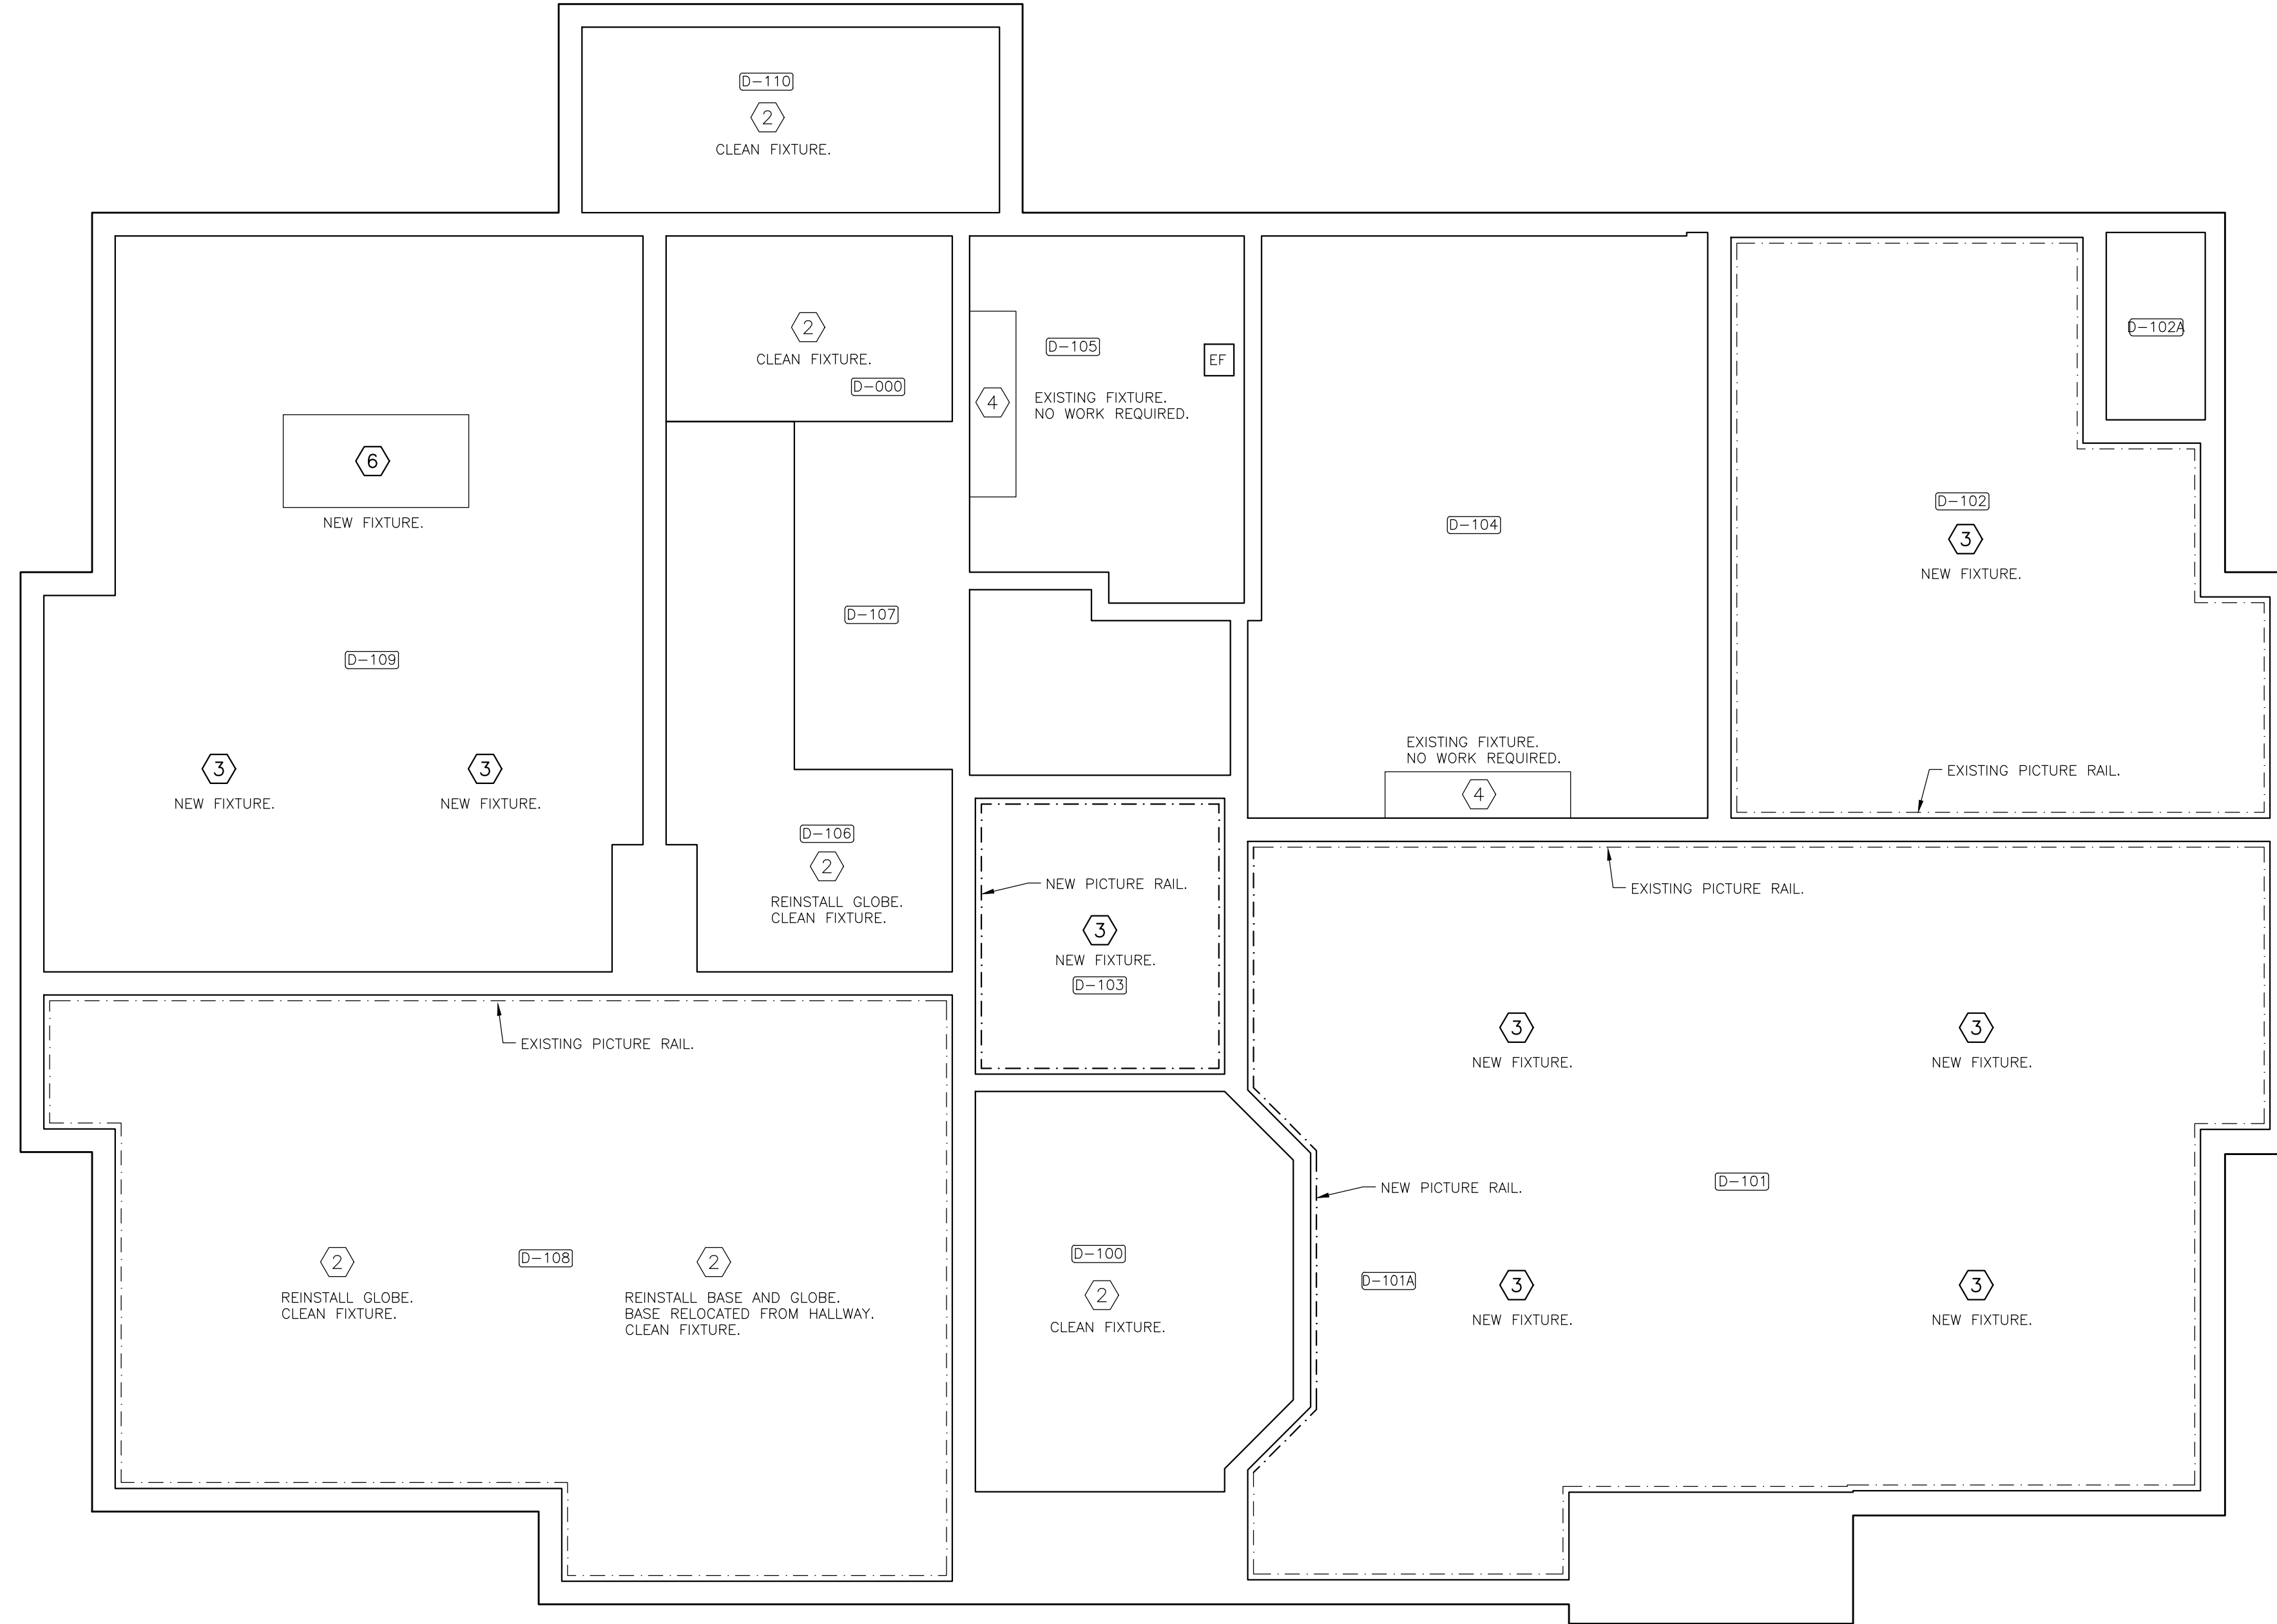 D-110
2
CLEAN FIXTURE.
2
CLEAN FIXTURE.
D-000
D-105
EF
4
EXISTING FIXTURE.
NO WORK REQUIRED.
D-102A
6
NEW FIXTURE.
D-104
D-102
3
NEW FIXTURE.
D-107
D-109
3
NEW FIXTURE.
3
NEW FIXTURE.
EXISTING FIXTURE.
NO WORK REQUIRED.
4
EXISTING PICTURE RAIL.
D-106
2
REINSTALL GLOBE.
CLEAN FIXTURE.
NEW PICTURE RAIL.
3
NEW FIXTURE.
D-103
EXISTING PICTURE RAIL.
EXISTING PICTURE RAIL.
3
NEW FIXTURE.
3
NEW FIXTURE.
NEW PICTURE RAIL.
D-101
D-108
2
REINSTALL GLOBE.
CLEAN FIXTURE.
2
REINSTALL BASE AND GLOBE.
BASE RELOCATED FROM HALLWAY.
CLEAN FIXTURE.
D-100
2
CLEAN FIXTURE.
D-101A
3
NEW FIXTURE.
3
NEW FIXTURE.